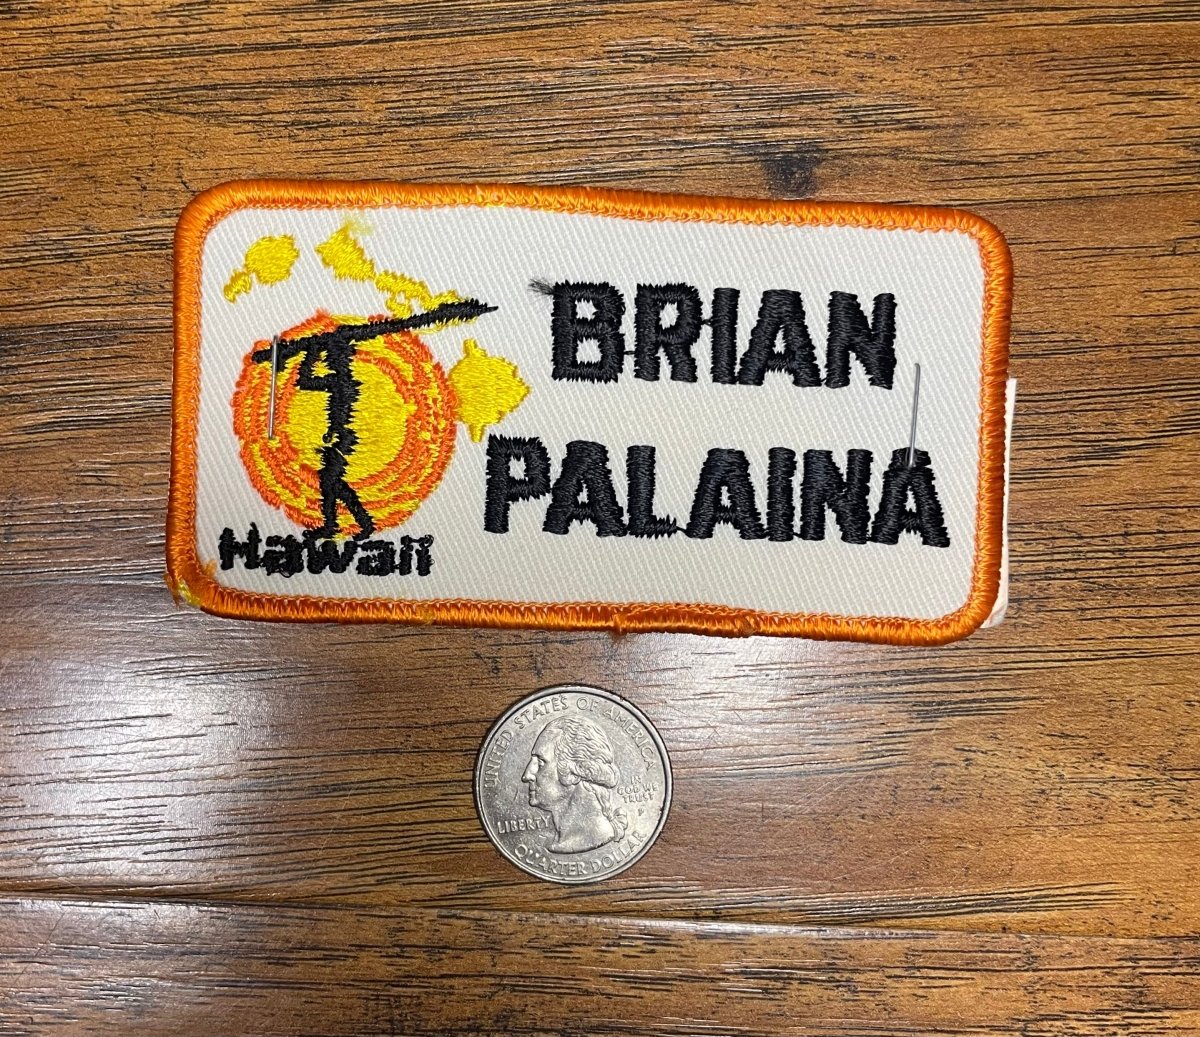 BRIAN
PALAINA
Hawaii
UNITED STATES OF AMERICA
IN
GOD WE
TRUST
P
LIBERTY
QUARTER DOLLAR